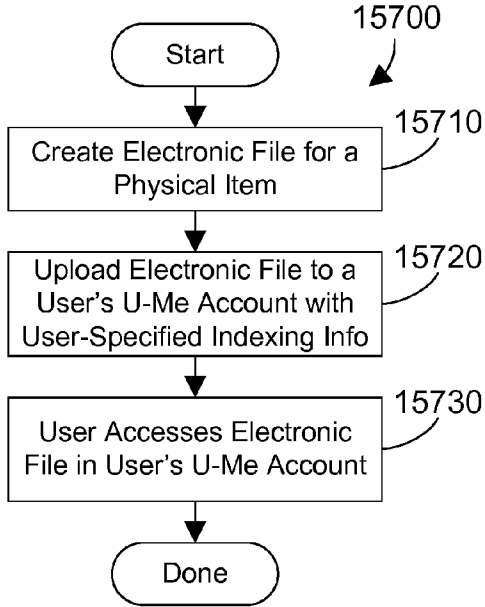 15700
Start
15710
Create Electronic File for a
Physical Item
15720
Upload Electronic File to a
User's U-Me Account with
User-Specified Indexing Info
15730
User Accesses Electronic
File in User's U-Me Account
Done